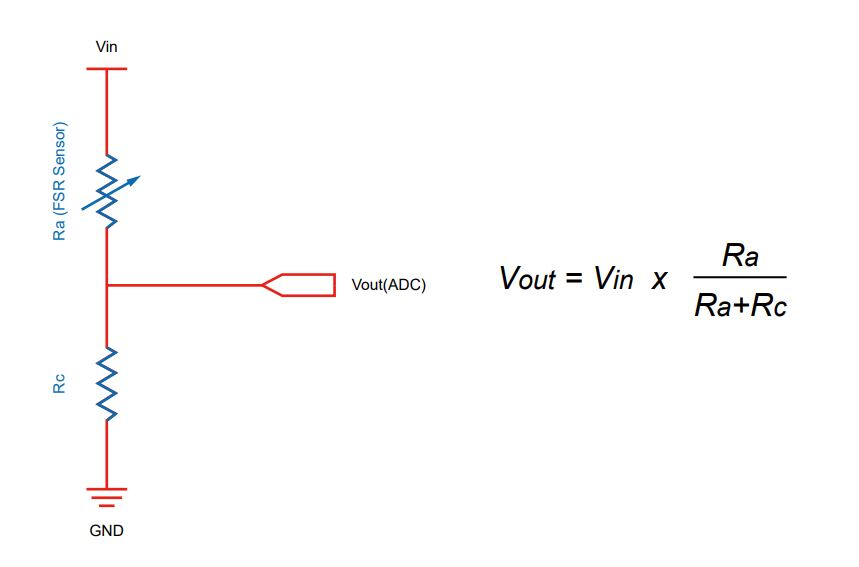 Vin
Ra (FSR Sensor)
Vout(ADC)
Rc
GND
Vout = Vin x Ra
Ra+Rc